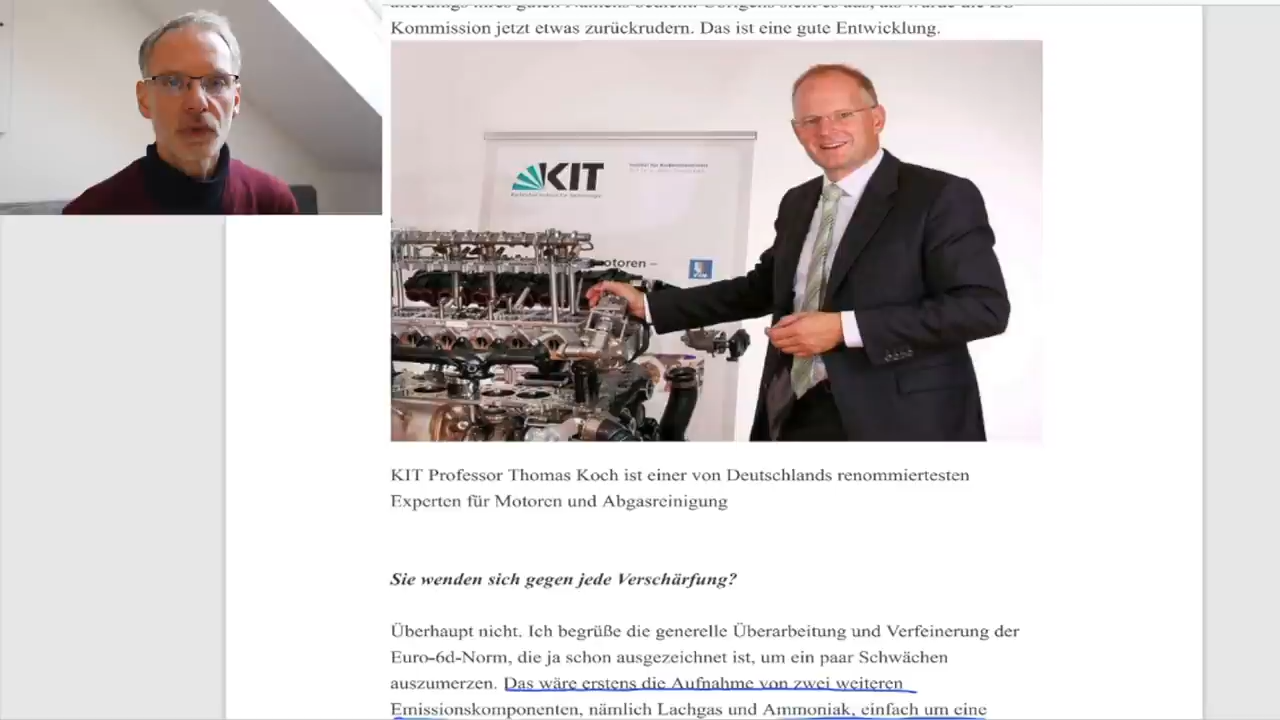 Kommission jetzt etwas zurückrudern. Das ist eine gute Entwicklung.
KIT
otoren –
KIT Professor Thomas Koch ist einer von Deutschlands renommiertesten
Experten für Motoren und Abgasreinigung
Sie wenden sich gegen jede Verschärfung?
Überhaupt nicht. Ich begrüße die generelle Überarbeitung und Verfeinerung der
Euro-6d-Norm, die ja schon ausgezeichnet ist, um ein paar Schwächen
auszumerzen. Das wäre erstens die Aufnahme von zwei weiteren
Emissionskomponenten, nämlich Lachgas und Ammoniak, einfach um eine